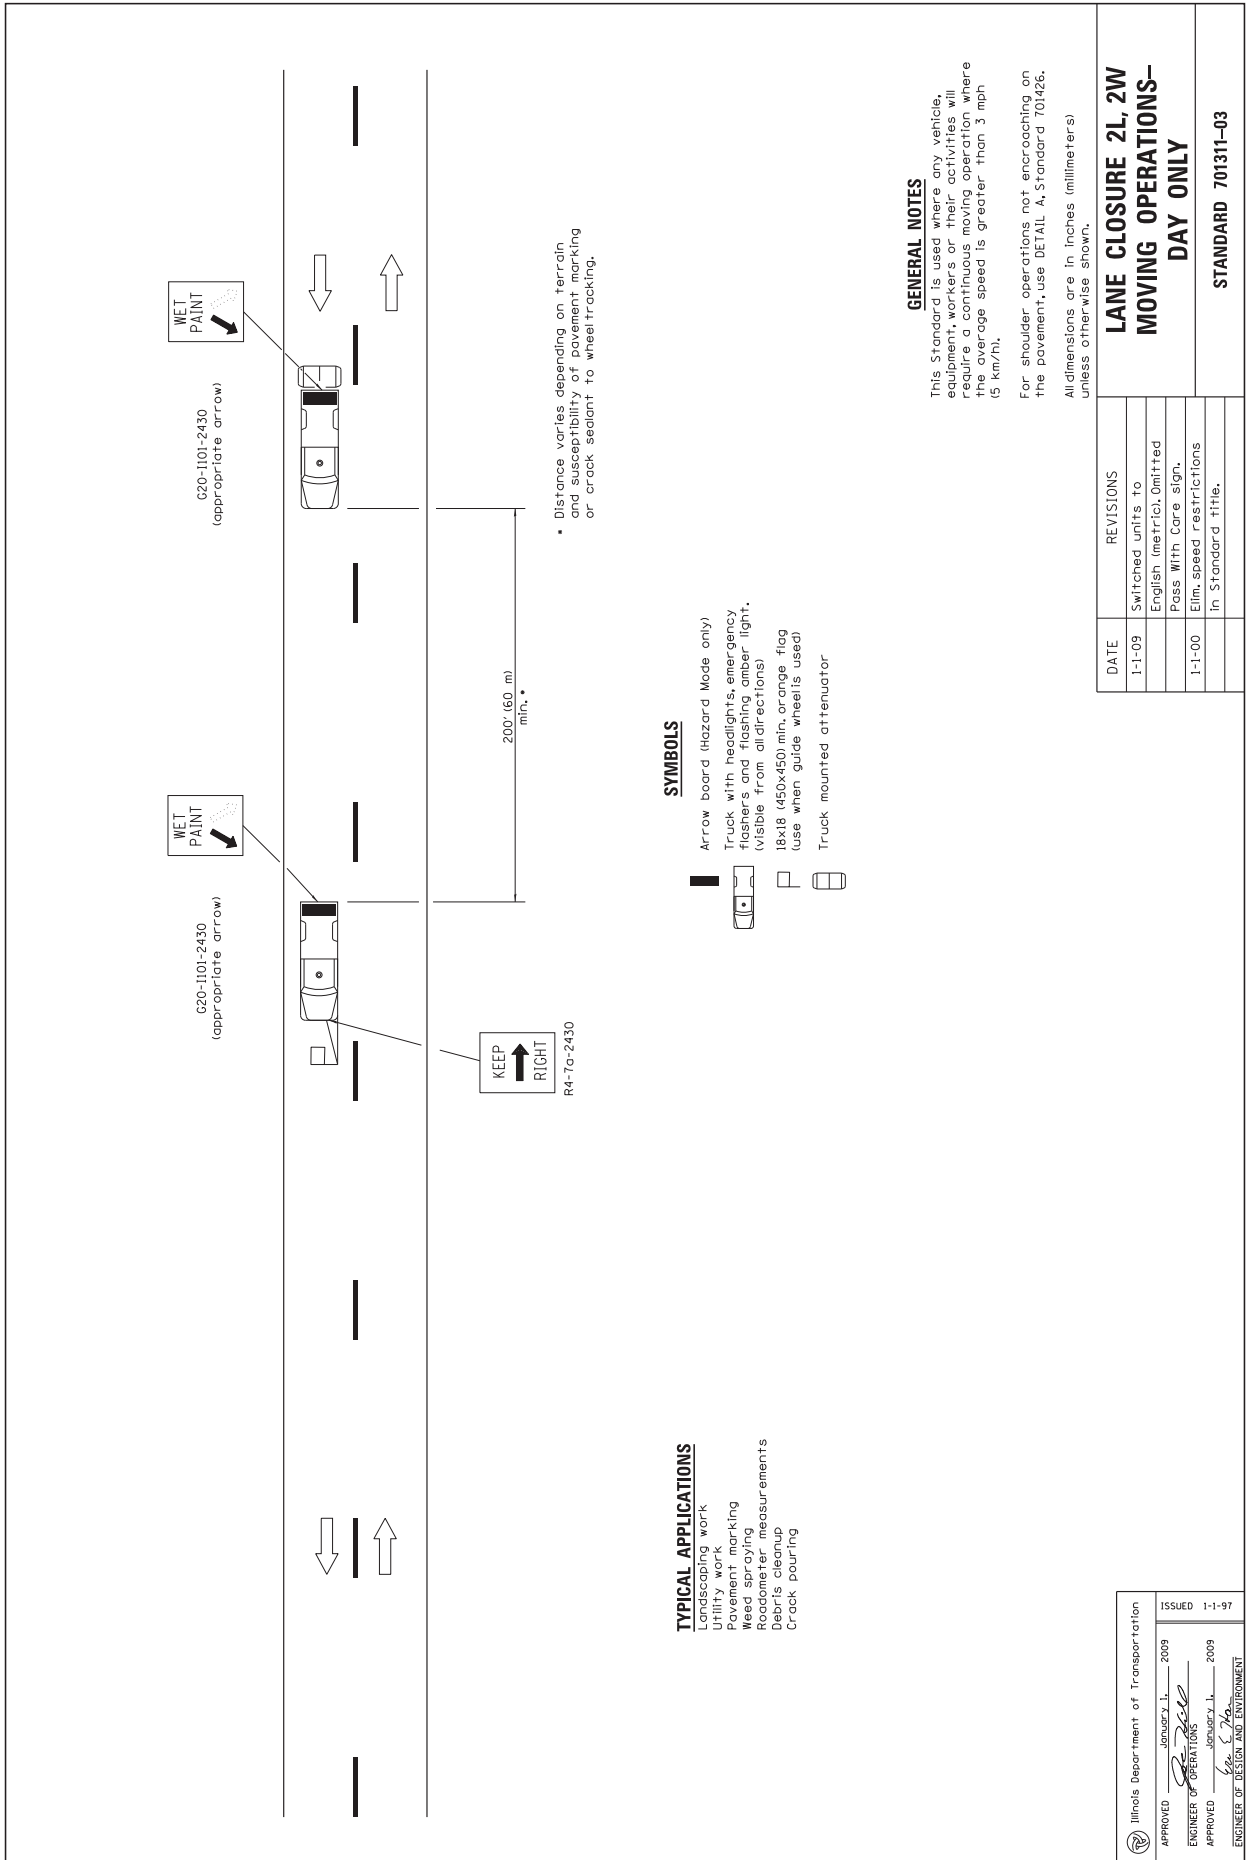 WET
PAINT
G20-I101-2430
(appropriate arrow)
WET
PAINT
G20-I101-2430
(appropriate arrow)
KEEP
RIGHT
R4-7a-2430
200' (60 m)
min. *
* Distance varies depending on terrain
and susceptibility of pavement marking
or crack sealant to wheel tracking.
TYPICAL APPLICATIONS
Landscaping work
Utility work
Pavement marking
Weed spraying
Roadometer measurements
Debris cleanup
Crack pouring
SYMBOLS
Arrow board (Hazard Mode only)
Truck with headlights, emergency
flashers and flashing amber light.
(visible from all directions)
18x18 (450x450) min. orange flag
(use when guide wheel is used)
Truck mounted attenuator
GENERAL NOTES
This Standard is used where any vehicle,
equipment, workers or their activities will
require a continuous moving operation where
the average speed is greater than 3 mph
(5 km/h).
For shoulder operations not encroaching on
the pavement, use DETAIL A, Standard 701426.
All dimensions are in inches (millimeters)
unless otherwise shown.
Illinois Department of Transportation
APPROVED January 1, 2009
ENGINEER OF OPERATIONS
APPROVED January 1, 2009
ENGINEER OF DESIGN AND ENVIRONMENT
ISSUED 1-1-97
DATE REVISIONS
1-1-09 Switched units to
English (metric). Omitted
Pass With Care sign.
1-1-00 Elim. speed restrictions
in Standard title.
LANE CLOSURE 2L, 2W
MOVING OPERATIONS–
DAY ONLY
STANDARD 701311–03